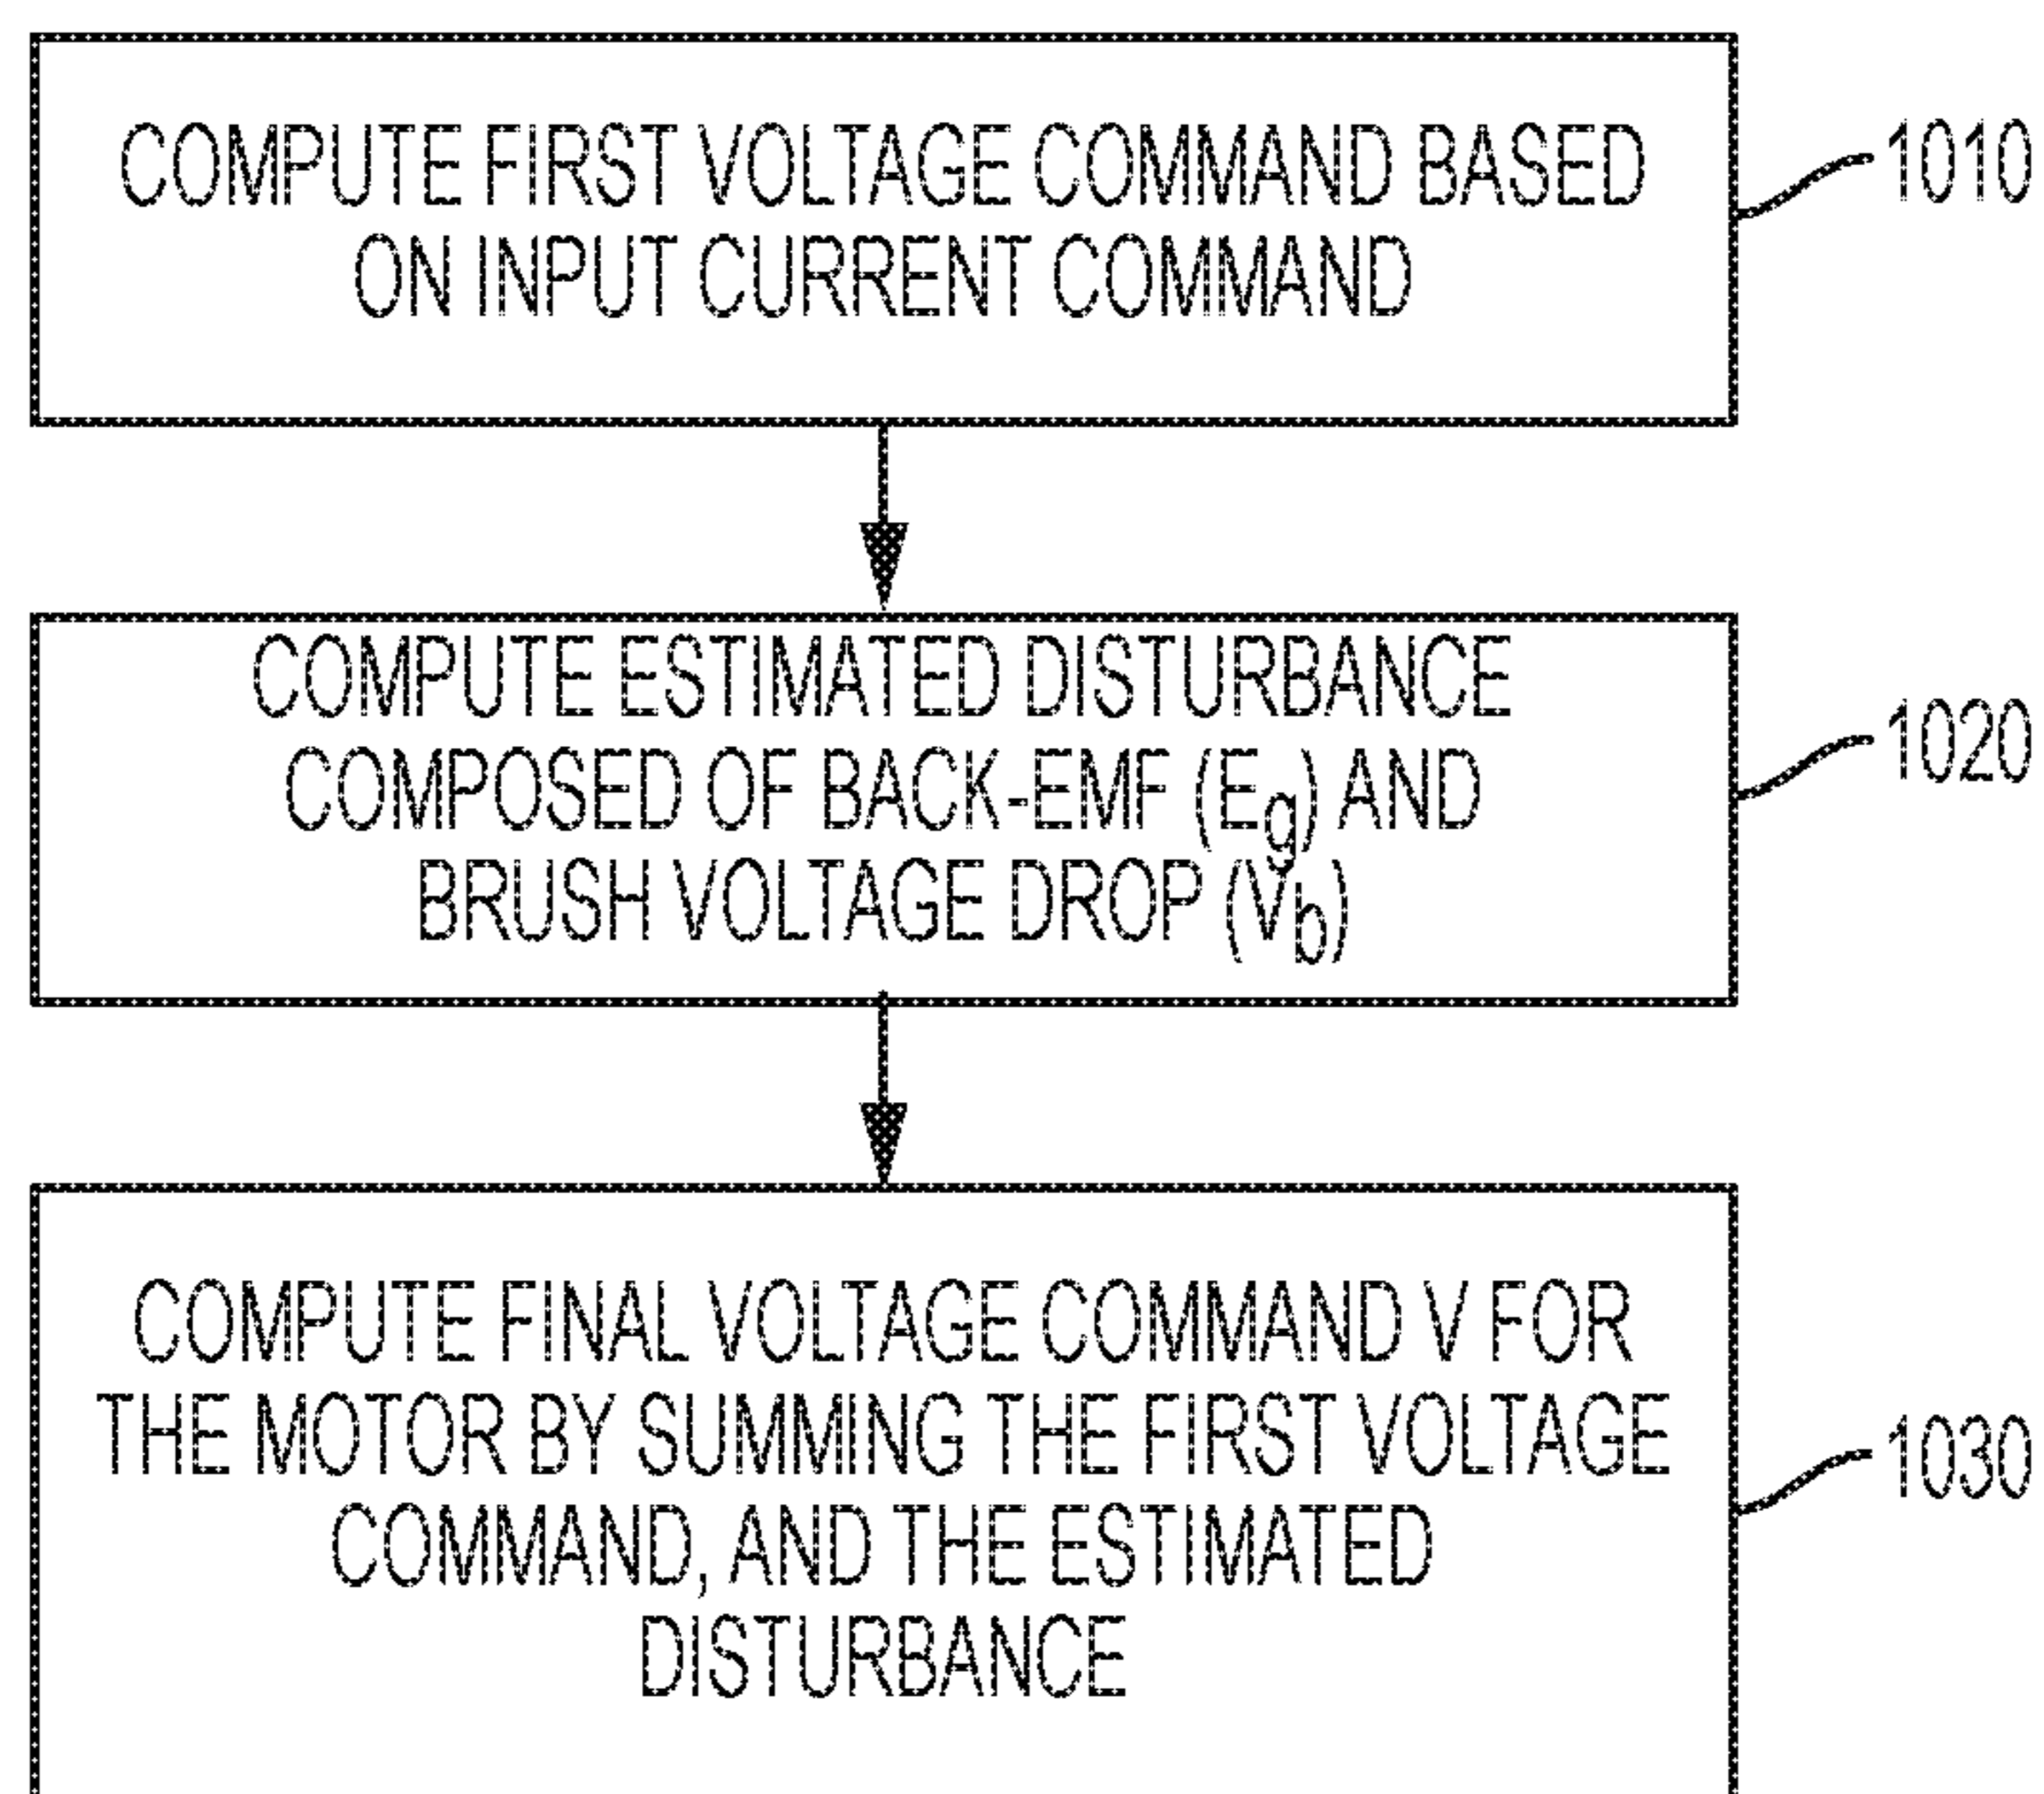 COMPUTE FIRST VOLTAGE COMMAND BASED
ON INPUT CURRENT COMMAND
1010
COMPUTE ESTIMATED DISTURBANCE
COMPOSED OF BACK-EMF (Eg) AND
BRUSH VOLTAGE DROP (Vb)
1020
COMPUTE FINAL VOLTAGE COMMAND V FOR
THE MOTOR BY SUMMING THE FIRST VOLTAGE
COMMAND, AND THE ESTIMATED
DISTURBANCE
1030